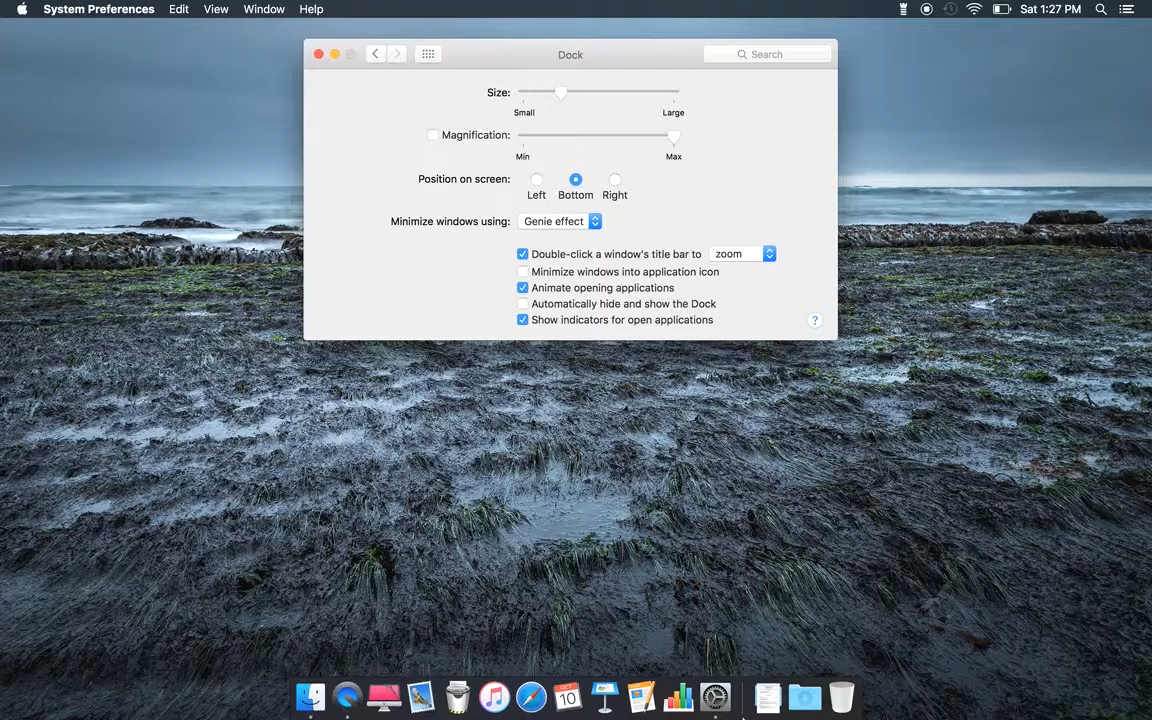 System Preferences Edit View Window Help Sat 1:27 PM
Dock
Search
Size:
Small Large
Magnification:
Min Max
Position on screen:
Left Bottom Right
Minimize windows using: Genie effect
Double-click a window's title bar to zoom
Minimize windows into application icon
Animate opening applications
Automatically hide and show the Dock
Show indicators for open applications
?
OCT
10